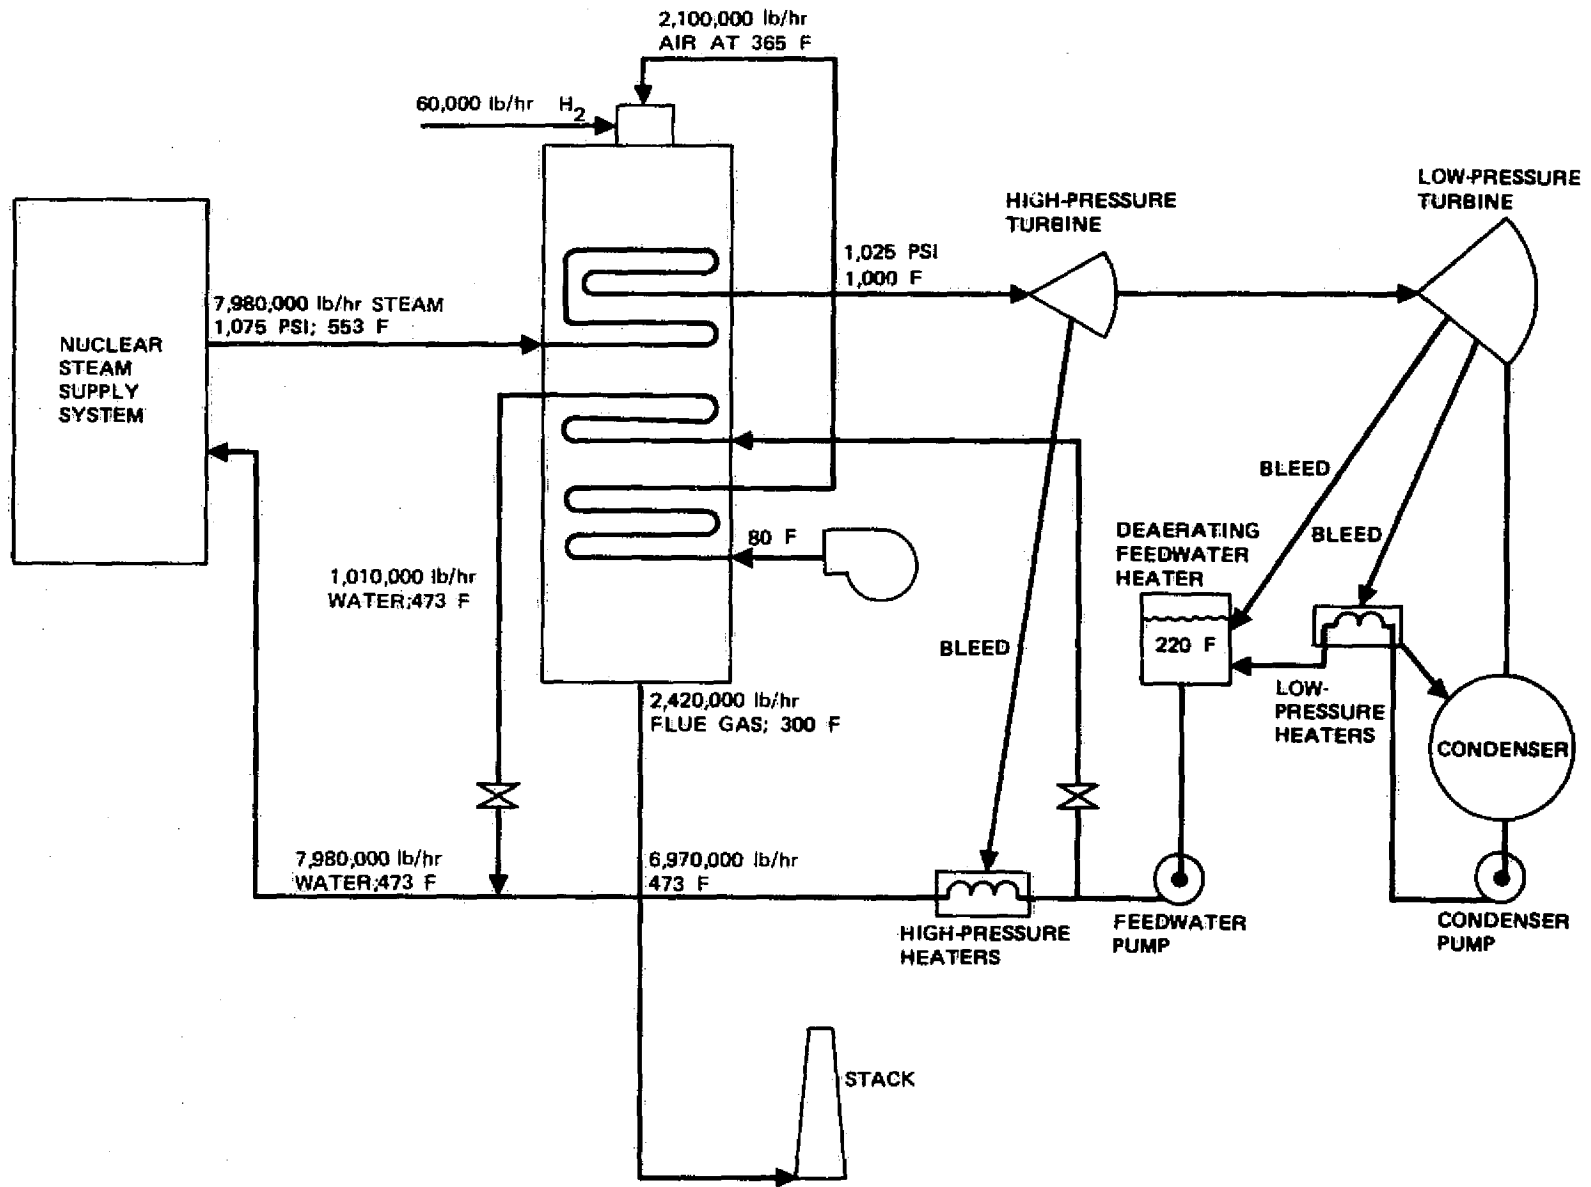 2,100,000 lb/hr
AIR AT 365 F
60,000 lb/hr H2
LOW-PRESSURE
TURBINE
HIGH-PRESSURE
TURBINE
1,025 PSI
1,000 F
7,980,000 lb/hr STEAM
1,075 PSI; 553 F
NUCLEAR
STEAM
SUPPLY
SYSTEM
BLEED
80 F
DEAERATING
FEEDWATER
HEATER
BLEED
1,010,000 lb/hr
WATER;473 F
220 F
BLEED
2,420,000 lb/hr
FLUE GAS; 300 F
LOW-
PRESSURE
HEATERS
CONDENSER
7,980,000 lb/hr
WATER;473 F
6,970,000 lb/hr
473 F
HIGH-PRESSURE
HEATERS
FEEDWATER
PUMP
CONDENSER
PUMP
STACK